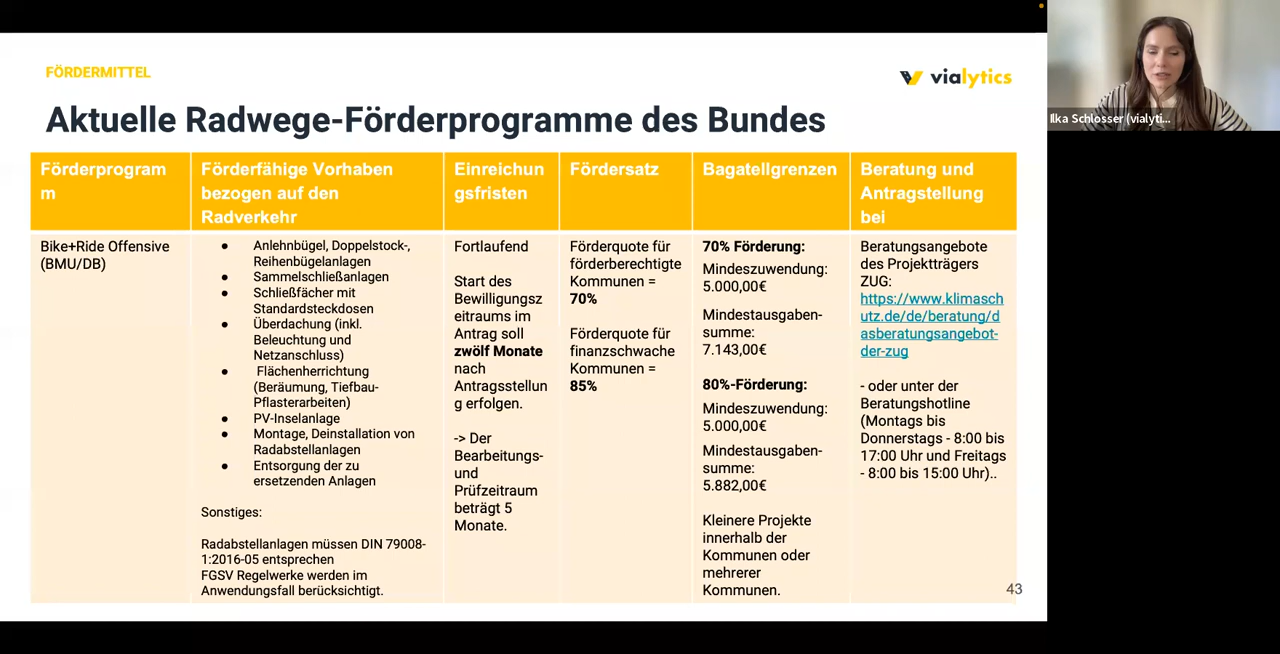 FÖRDERMITTEL
vialytics
Aktuelle Radwege-Förderprogramme des Bundes
Förderprogram
m
Förderfähige Vorhaben
bezogen auf den
Radverkehr
Einreichun
gsfristen
Fördersatz
Bagatellgrenzen
Beratung und
Antragstellung
bei
Bike+Ride Offensive
(BMU/DB)
● Anlehnbügel, Doppelstock-,
Reihenbügelanlagen
● Sammelschließanlagen
● Schließfächer mit
Standardsteckdosen
● Überdachung (inkl.
Beleuchtung und
Netzanschluss)
● Flächenherrichtung
(Beräumung, Tiefbau-
Pflasterarbeiten)
● PV-Inselanlage
● Montage, Deinstallation von
Radabstellanlagen
● Entsorgung der zu
ersetzenden Anlagen
Sonstiges:
Radabstellanlagen müssen DIN 79008-
1:2016-05 entsprechen
FGSV Regelwerke werden im
Anwendungsfall berücksichtigt.
Fortlaufend
Start des
Bewilligungsz
eitraums im
Antrag soll
zwölf Monate
nach
Antragsstellun
g erfolgen.
-> Der
Bearbeitungs-
und
Prüfzeitraum
beträgt 5
Monate.
Förderquote für
förderberechtigte
Kommunen =
70%
Förderquote für
finanzschwache
Kommunen =
85%
70% Förderung:
Mindeszuwendung:
5.000,00€
Mindestausgaben-
summe:
7.143,00€
80%-Förderung:
Mindeszuwendung:
5.000,00€
Mindestausgaben-
summe:
5.882,00€
Kleinere Projekte
innerhalb der
Kommunen oder
mehrerer
Kommunen.
Beratungsangebote
des Projektträgers
ZUG:
https://www.klimasch
utz.de/de/beratung/d
asberatungsangebot-
der-zug
- oder unter der
Beratungshotline
(Montags bis
Donnerstags - 8:00 bis
17:00 Uhr und Freitags
- 8:00 bis 15:00 Uhr)..
43
Ilka Schlosser (vialyti...